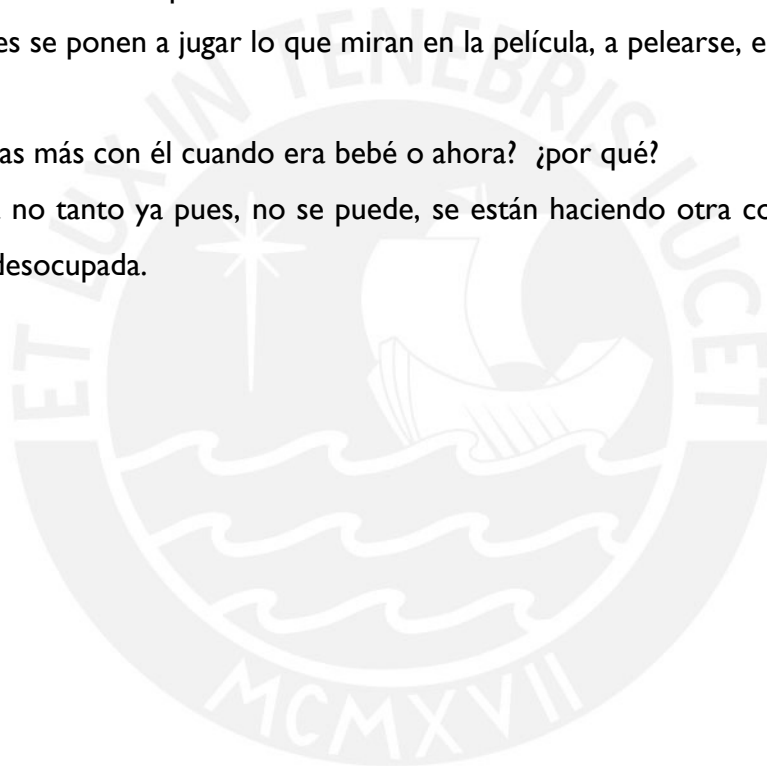 es se ponen a jugar lo que miran en la película, a pelearse, e
as más con él cuando era bebé o ahora? ¿por qué?
no tanto ya pues, no se puede, se están haciendo otra co
desocupada.
ET LUX IN TENEBRIS LUCET
MCMXVII